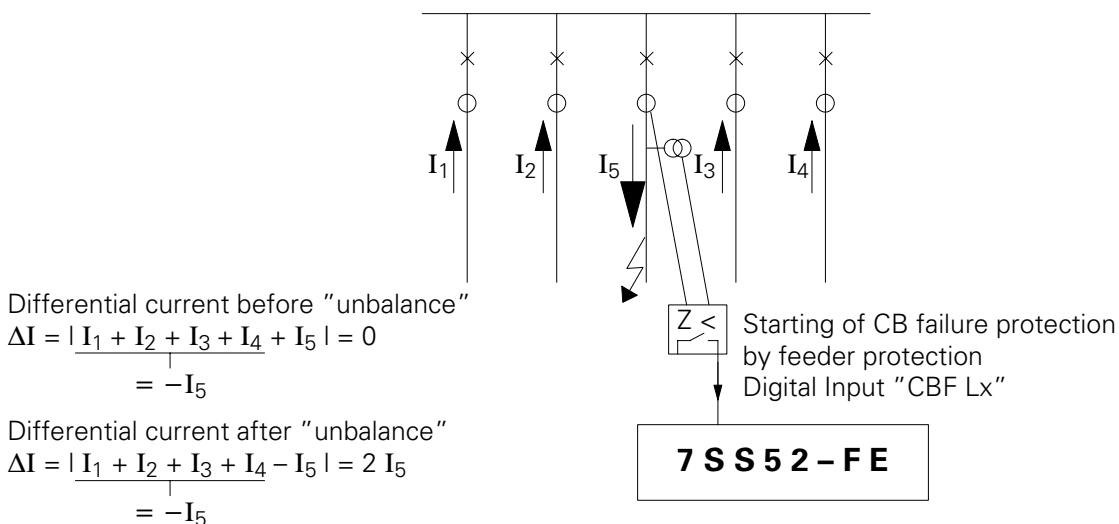 I₁
I₂
I₅
I₃
I₄
Differential current before ″unbalance″
ΔI = | I₁ + I₂ + I₃ + I₄ + I₅ | = 0
= −I₅
Differential current after ″unbalance″
ΔI = | I₁ + I₂ + I₃ + I₄ − I₅ | = 2 I₅
= −I₅
Z <
Starting of CB failure protection
by feeder protection
Digital Input ″CBF Lx″
7SS52−FE